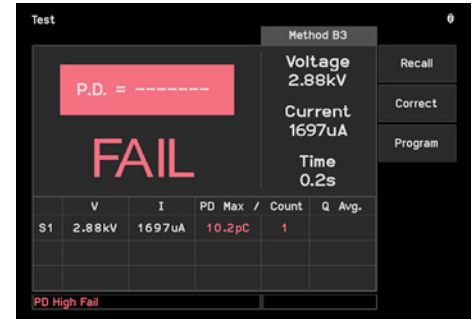 Test
Method B3
P.D. = -------
FAIL
Voltage
2.88kV
Current
1697uA
Time
0.2s
Recall
Correct
Program
V I PD Max / Count Q Avg.
S1 2.88kV 1697uA 10.2pC 1
PD High Fail